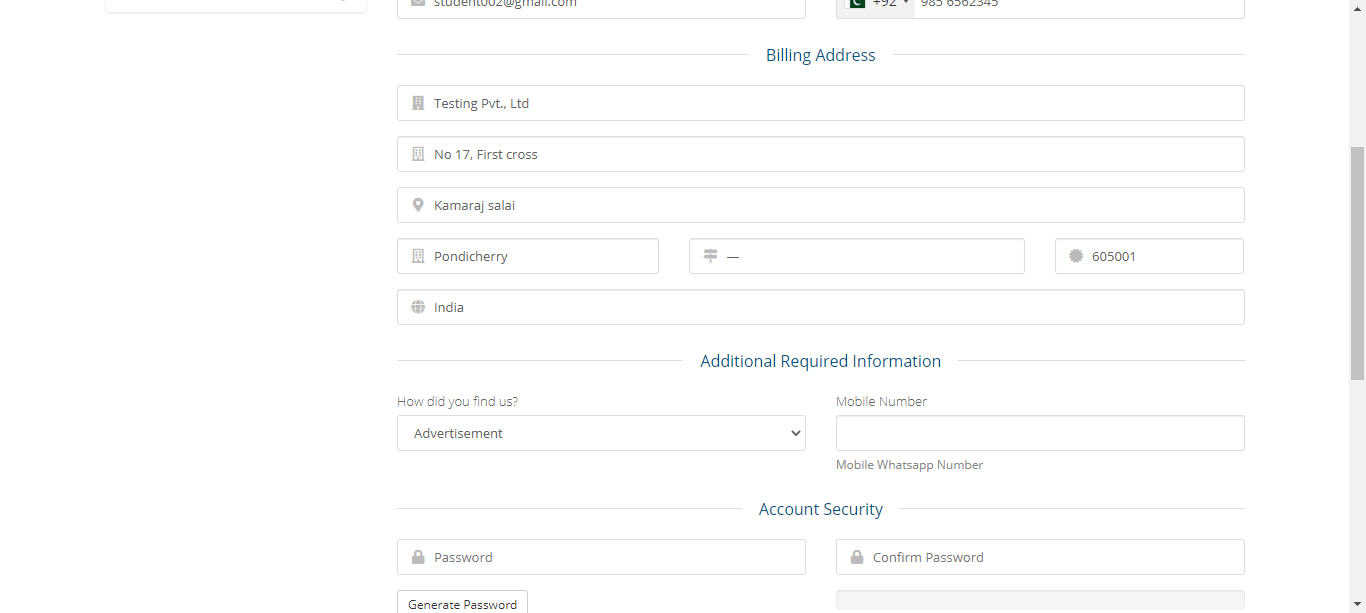 student002@gmail.com
+92 985 6562345
Billing Address
Testing Pvt., Ltd
No 17, First cross
Kamaraj salai
Pondicherry
—
605001
India
Additional Required Information
How did you find us?
Mobile Number
Advertisement
Mobile Whatsapp Number
Account Security
Password
Confirm Password
Generate Password